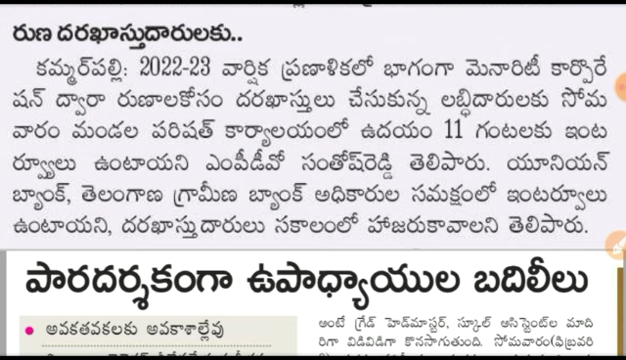 రుణ దరఖాస్తుదారులకు..
కమ్మర్‌పల్లి: 2022-23 వార్షిక ప్రణాళికలో భాగంగా మెనారిటీ కార్పొరే
షన్ ద్వారా రుణాలకోసం దరఖాస్తులు చేసుకున్న లబ్ధిదారులకు సోమ
వారం మండల పరిషత్ కార్యాలయంలో ఉదయం 11 గంటలకు ఇంట
ర్వ్యూలు ఉంటాయని ఎంపీడీవో సంతోష్‌రెడ్డి తెలిపారు. యూనియన్
బ్యాంక్, తెలంగాణ గ్రామీణ బ్యాంక్ అధికారుల సమక్షంలో ఇంటర్వూలు
ఉంటాయని, దరఖాస్తుదారులు సకాలంలో హాజరుకావాలని తెలిపారు.
పారదర్శకంగా ఉపాధ్యాయుల బదిలీలు
• అవకతవకలకు అవకాశాల్లేవు
అంటే గ్రేడ్ హెడ్‌మాస్టర్, స్కూల్ అసిస్టెంట్‌ల మాది
రిగా విడివిడిగా కొనసాగుతుంది. సోమవారం(ఫిబ్రవరి